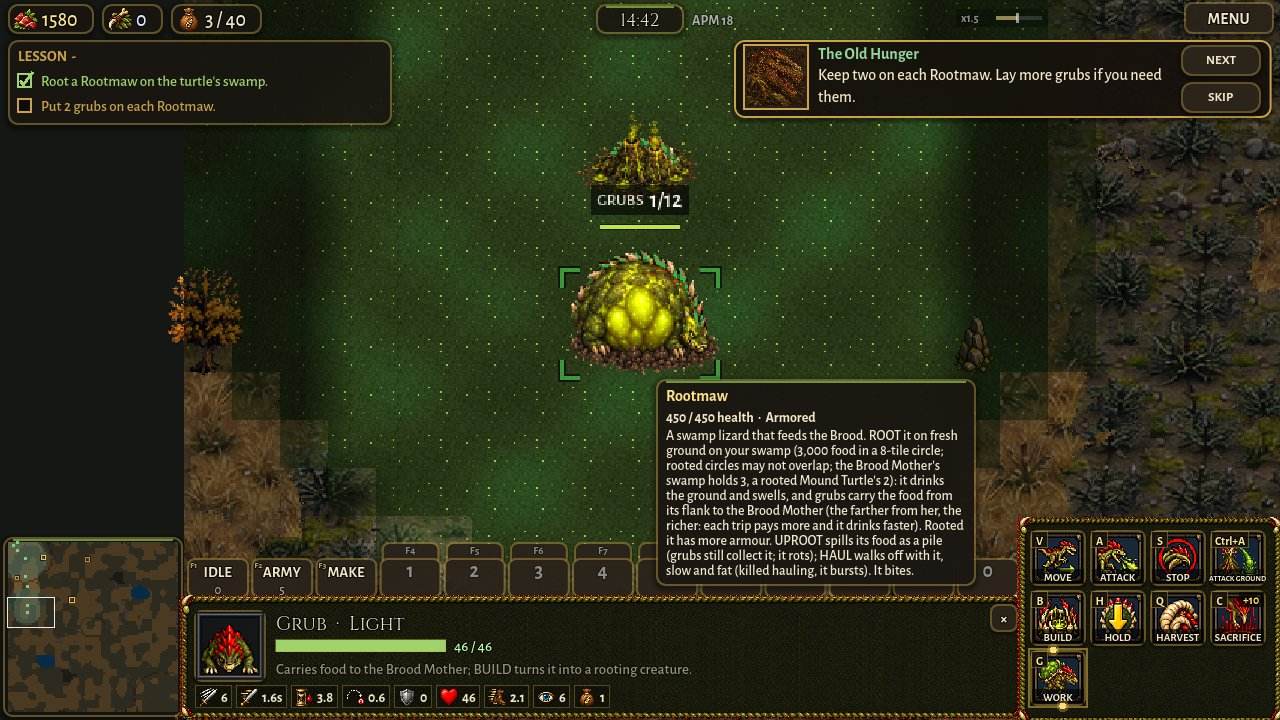 1580
0
3 / 40
14:42
APM 18
x1.5
MENU
LESSON -
Root a Rootmaw on the turtle's swamp.
Put 2 grubs on each Rootmaw.
The Old Hunger
Keep two on each Rootmaw. Lay more grubs if you need
them.
NEXT
SKIP
GRUBS 1/12
Rootmaw
450 / 450 health · Armored
A swamp lizard that feeds the Brood. ROOT it on fresh
ground on your swamp (3,000 food in a 8-tile circle;
rooted circles may not overlap; the Brood Mother's
swamp holds 3, a rooted Mound Turtle's 2): it drinks
the ground and swells, and grubs carry the food from
its flank to the Brood Mother (the farther from her, the
richer: each trip pays more and it drinks faster). Rooted
it has more armour. UPROOT spills its food as a pile
(grubs still collect it; it rots); HAUL walks off with it,
slow and fat (killed hauling, it bursts). It bites.
F1 IDLE 0
F2 ARMY 5
F3 MAKE
F4 1
F5 2
F6 3
F7 4
0
Grub · Light
46 / 46
Carries food to the Brood Mother; BUILD turns it into a rooting creature.
6
1.6s
3.8
0.6
0
46
2.1
6
1
×
V MOVE
A ATTACK
S STOP
Ctrl+A ATTACK GROUND
B BUILD
H HOLD
Q HARVEST
C +10 SACRIFICE
G WORK